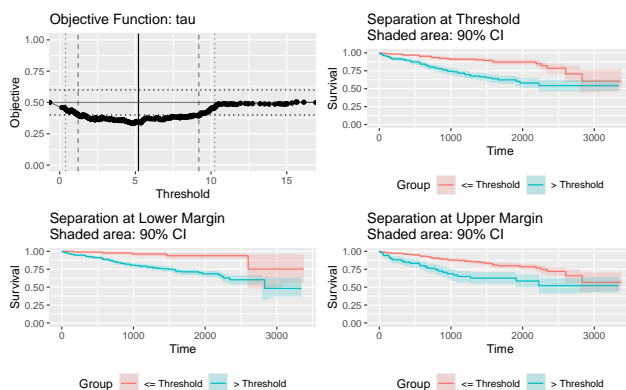 Objective Function: tau
1.00
0.75
0.50
0.25
0.00
Objective
0
5
10
15
Threshold
Separation at Threshold
Shaded area: 90% CI
1.00
0.75
0.50
0.25
0.00
Survival
0
1000
2000
3000
Time
Group <= Threshold > Threshold
Separation at Lower Margin
Shaded area: 90% CI
1.00
0.75
0.50
0.25
0.00
Survival
0
1000
2000
3000
Time
Group <= Threshold > Threshold
Separation at Upper Margin
Shaded area: 90% CI
1.00
0.75
0.50
0.25
0.00
Survival
0
1000
2000
3000
Time
Group <= Threshold > Threshold